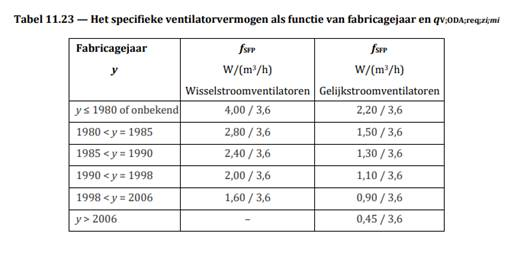 Tabel 11.23 — Het specifieke ventilatorvermogen als functie van fabricagejaar en qV;ODA;req;zi;mi
Fabricagejaar fSFP fSFP
y W/(m³/h) W/(m³/h)
Wisselstroomventilatoren Gelijkstroomventilatoren
y ≤ 1980 of onbekend 4,00 / 3,6 2,20 / 3,6
1980 < y = 1985 2,80 / 3,6 1,50 / 3,6
1985 < y = 1990 2,40 / 3,6 1,30 / 3,6
1990 < y = 1998 2,00 / 3,6 1,10 / 3,6
1998 < y = 2006 1,60 / 3,6 0,90 / 3,6
y > 2006 – 0,45 / 3,6